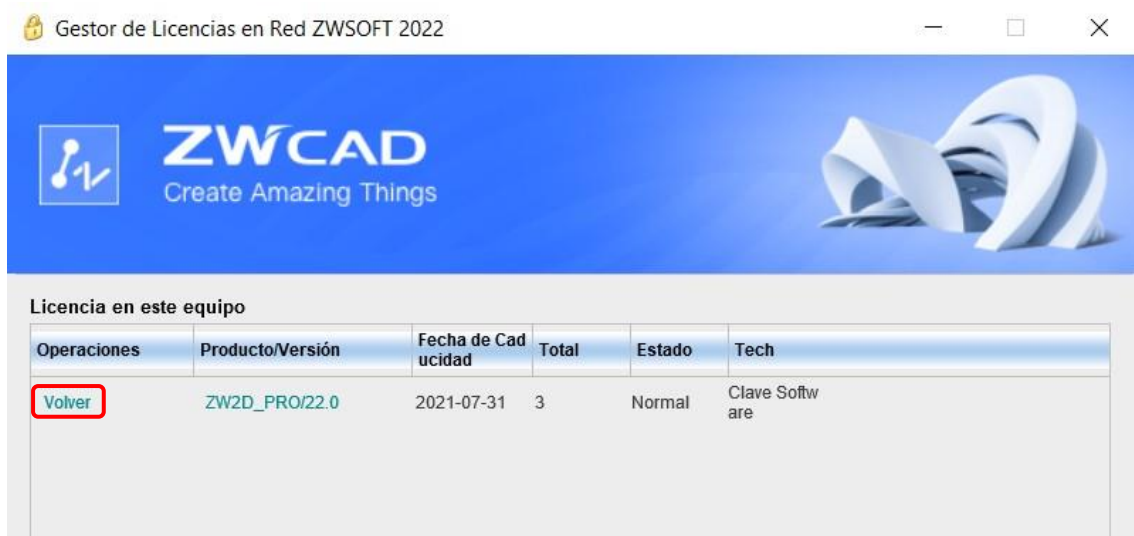 Gestor de Licencias en Red ZWSOFT 2022
ZWCAD
Create Amazing Things
Licencia en este equipo
Operaciones Producto/Versión Fecha de Cad
ucidad Total Estado Tech
Volver ZW2D_PRO/22.0 2021-07-31 3 Normal Clave Softw
are